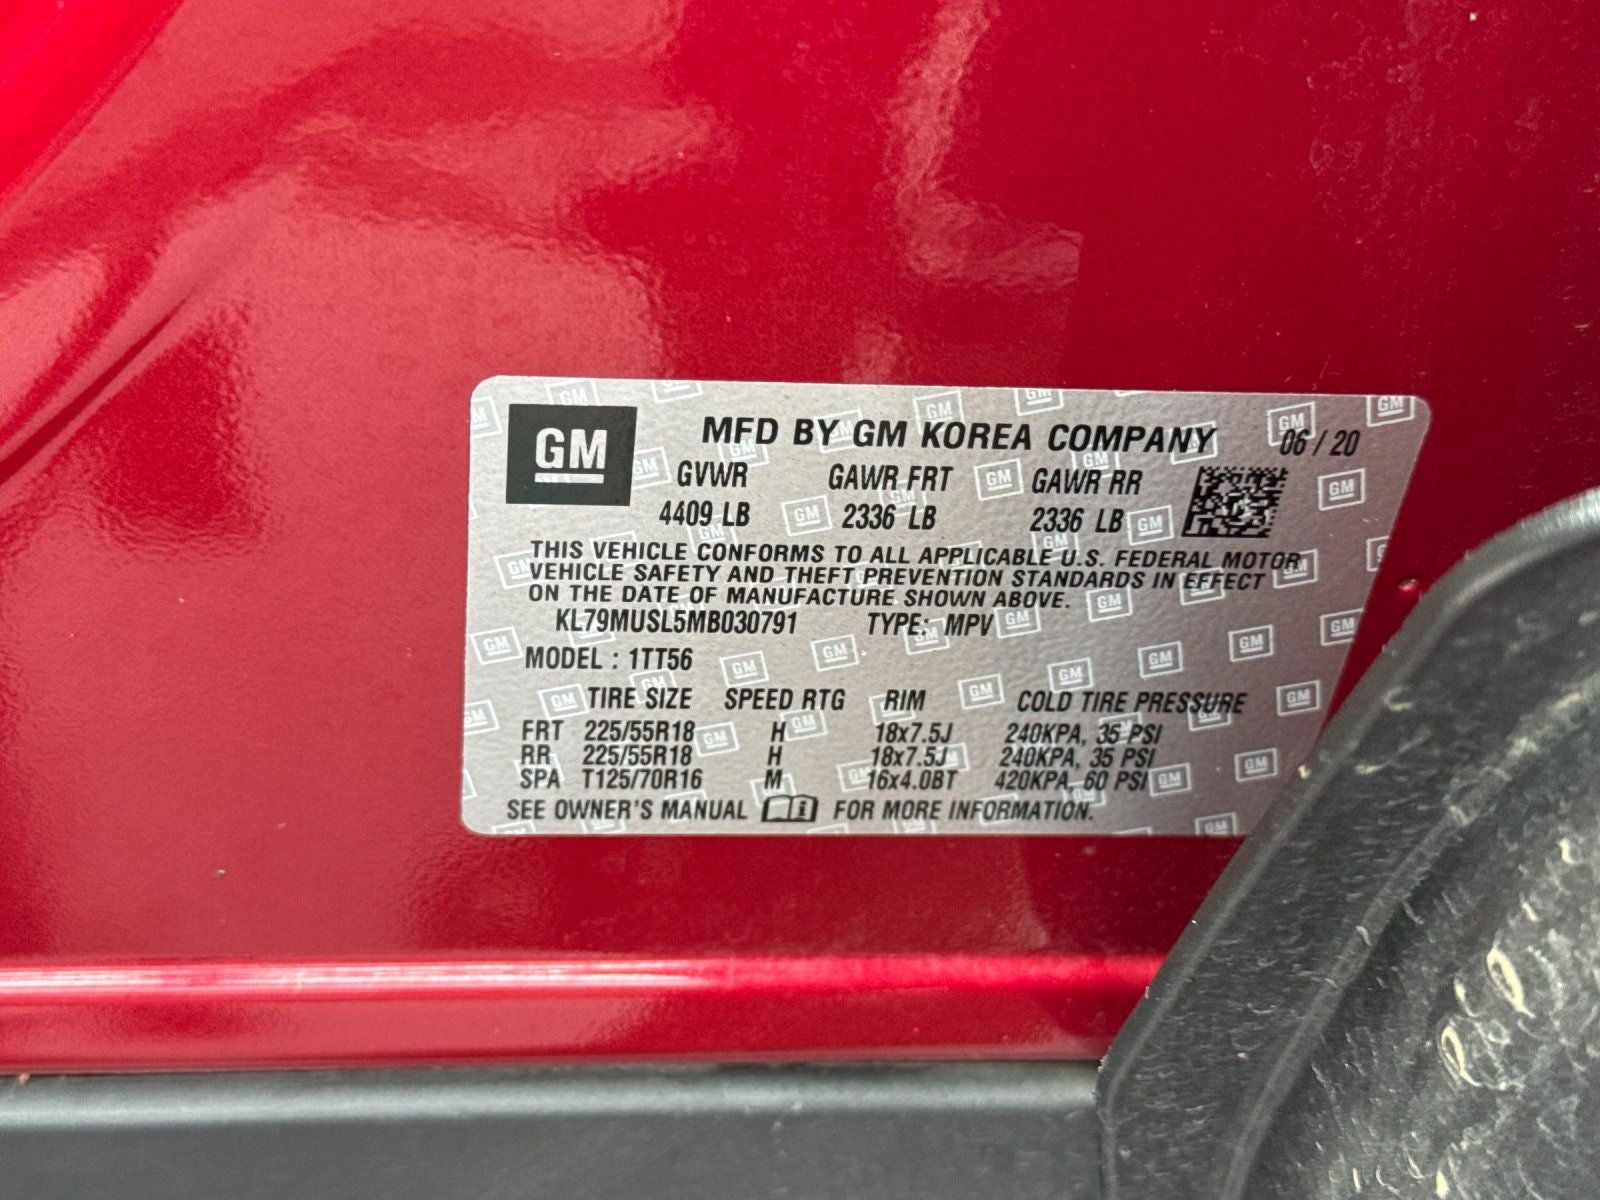 GM MFD BY GM KOREA COMPANY 06 / 20
GVWR GAWR FRT GAWR RR
4409 LB 2336 LB 2336 LB
THIS VEHICLE CONFORMS TO ALL APPLICABLE U.S. FEDERAL MOTOR
VEHICLE SAFETY AND THEFT PREVENTION STANDARDS IN EFFECT
ON THE DATE OF MANUFACTURE SHOWN ABOVE.
KL79MUSL5MB030791 TYPE: MPV
MODEL : 1TT56
TIRE SIZE SPEED RTG RIM COLD TIRE PRESSURE
FRT 225/55R18 H 18x7.5J 240KPA, 35 PSI
RR 225/55R18 H 18x7.5J 240KPA, 35 PSI
SPA T125/70R16 M 16x4.0BT 420KPA, 60 PSI
SEE OWNER'S MANUAL FOR MORE INFORMATION.